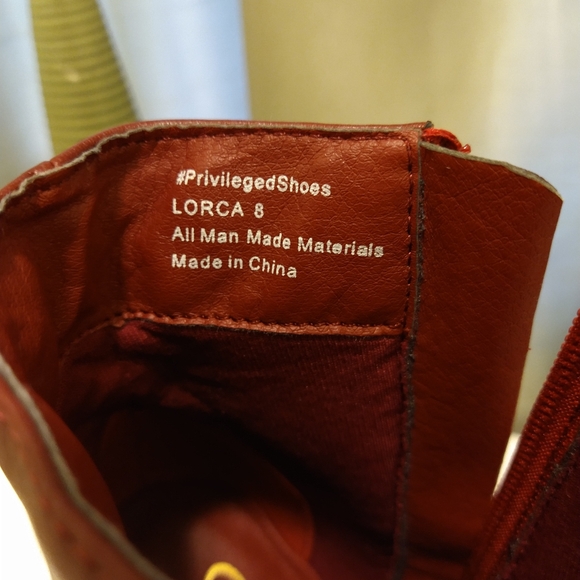 #PrivilegedShoes
LORCA 8
All Man Made Materials
Made in China